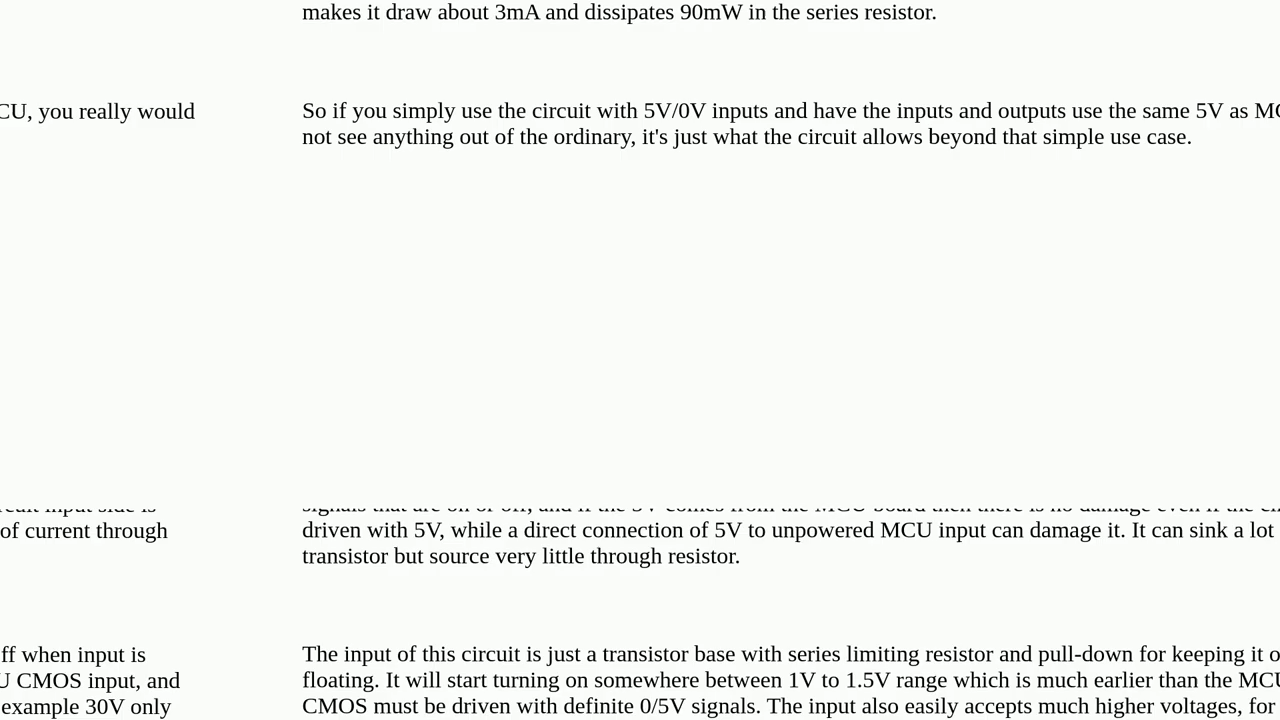 makes it draw about 3mA and dissipates 90mW in the series resistor.
CU, you really would
So if you simply use the circuit with 5V/0V inputs and have the inputs and outputs use the same 5V as MC
not see anything out of the ordinary, it's just what the circuit allows beyond that simple use case.
of current through
driven with 5V, while a direct connection of 5V to unpowered MCU input can damage it. It can sink a lot
transistor but source very little through resistor.
ff when input is
The input of this circuit is just a transistor base with series limiting resistor and pull-down for keeping it o
U CMOS input, and
floating. It will start turning on somewhere between 1V to 1.5V range which is much earlier than the MCU
example 30V only
CMOS must be driven with definite 0/5V signals. The input also easily accepts much higher voltages, for